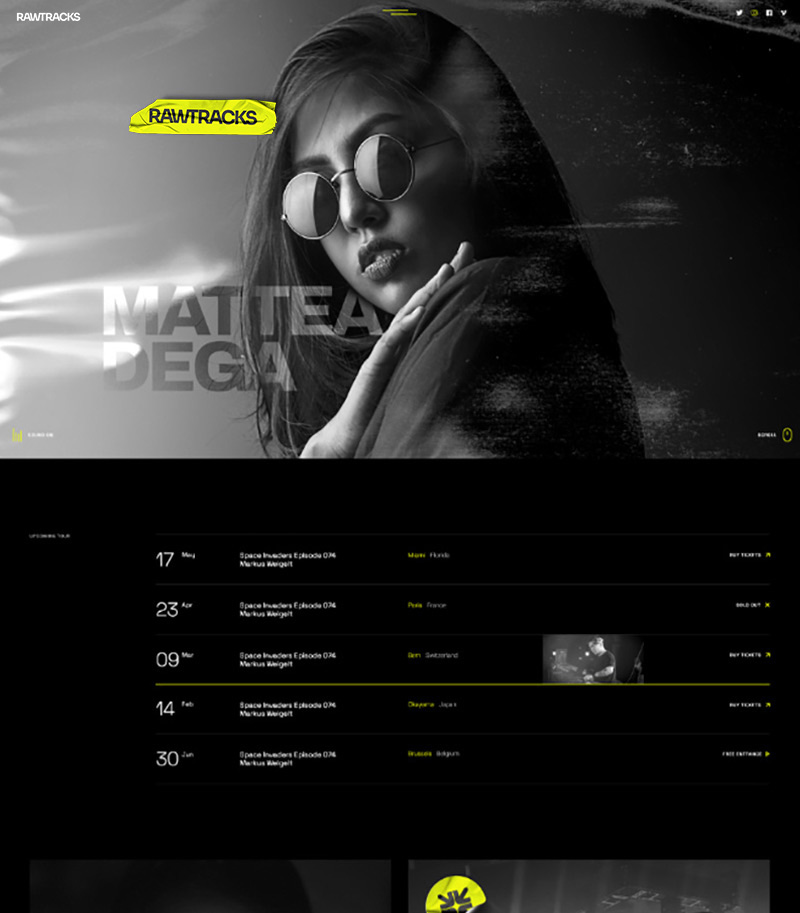 RAWTRACKS
RAWTRACKS
MATTEA
DEGA
SOUND ON
SCROLL
UPCOMING TOUR
17 May Space Invaders Episode 074 Miami Florida BUY TICKETS
Markus Weigelt
23 Apr Space Invaders Episode 074 Paris France SOLD OUT
Markus Weigelt
09 Mar Space Invaders Episode 074 Bern Switzerland BUY TICKETS
Markus Weigelt
14 Feb Space Invaders Episode 074 Okayama Japan BUY TICKETS
Markus Weigelt
30 Jan Space Invaders Episode 074 Brussels Belgium FREE ENTRANCE
Markus Weigelt